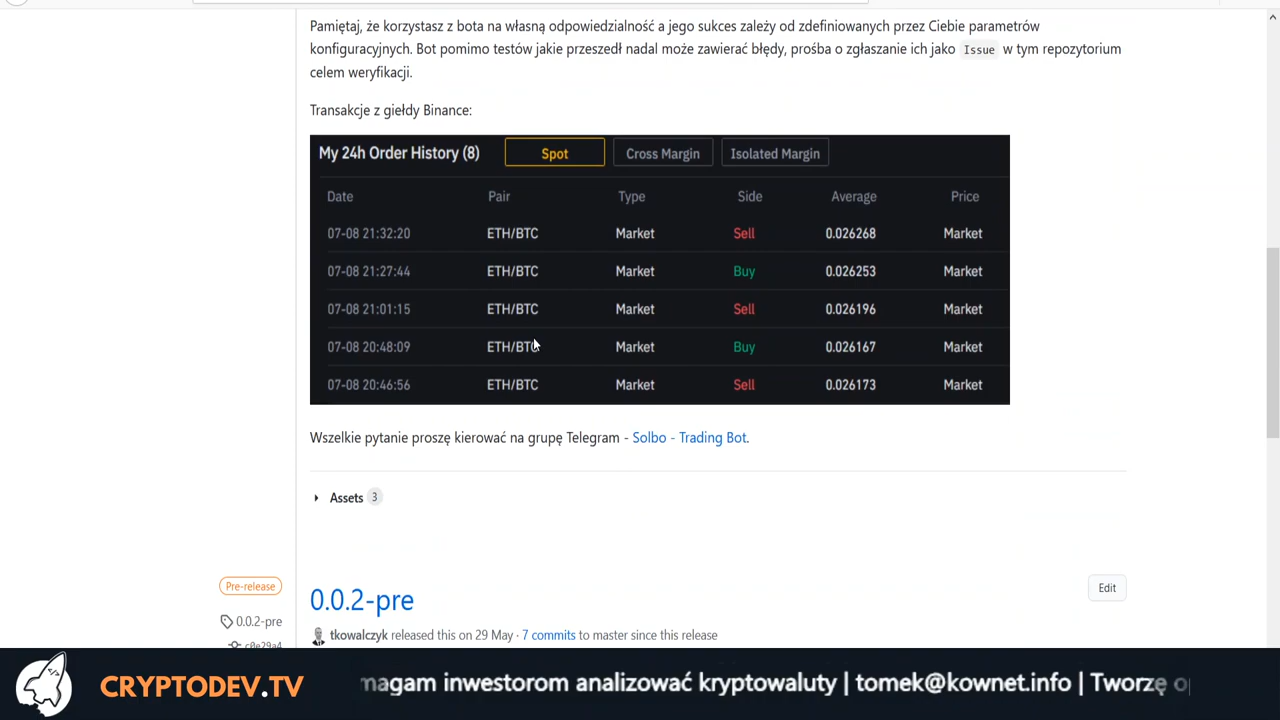 Pamiętaj, że korzystasz z bota na własną odpowiedzialność a jego sukces zależy od zdefiniowanych przez Ciebie parametrów
konfiguracyjnych. Bot pomimo testów jakie przeszedł nadal może zawierać błędy, prośba o zgłaszanie ich jako Issue w tym repozytorium
celem weryfikacji.
Transakcje z giełdy Binance:
My 24h Order History (8) Spot Cross Margin Isolated Margin
Date Pair Type Side Average Price
07-08 21:32:20 ETH/BTC Market Sell 0.026268 Market
07-08 21:27:44 ETH/BTC Market Buy 0.026253 Market
07-08 21:01:15 ETH/BTC Market Sell 0.026196 Market
07-08 20:48:09 ETH/BTC Market Buy 0.026167 Market
07-08 20:46:56 ETH/BTC Market Sell 0.026173 Market
Wszelkie pytanie proszę kierować na grupę Telegram - Solbo - Trading Bot.
Assets 3
Pre-release
0.0.2-pre Edit
0.0.2-pre
tkowalczyk released this on 29 May · 7 commits to master since this release
c0e29a4
CRYPTODEV.TV magam inwestorom analizować kryptowaluty | tomek@kownet.info | Tworzę o